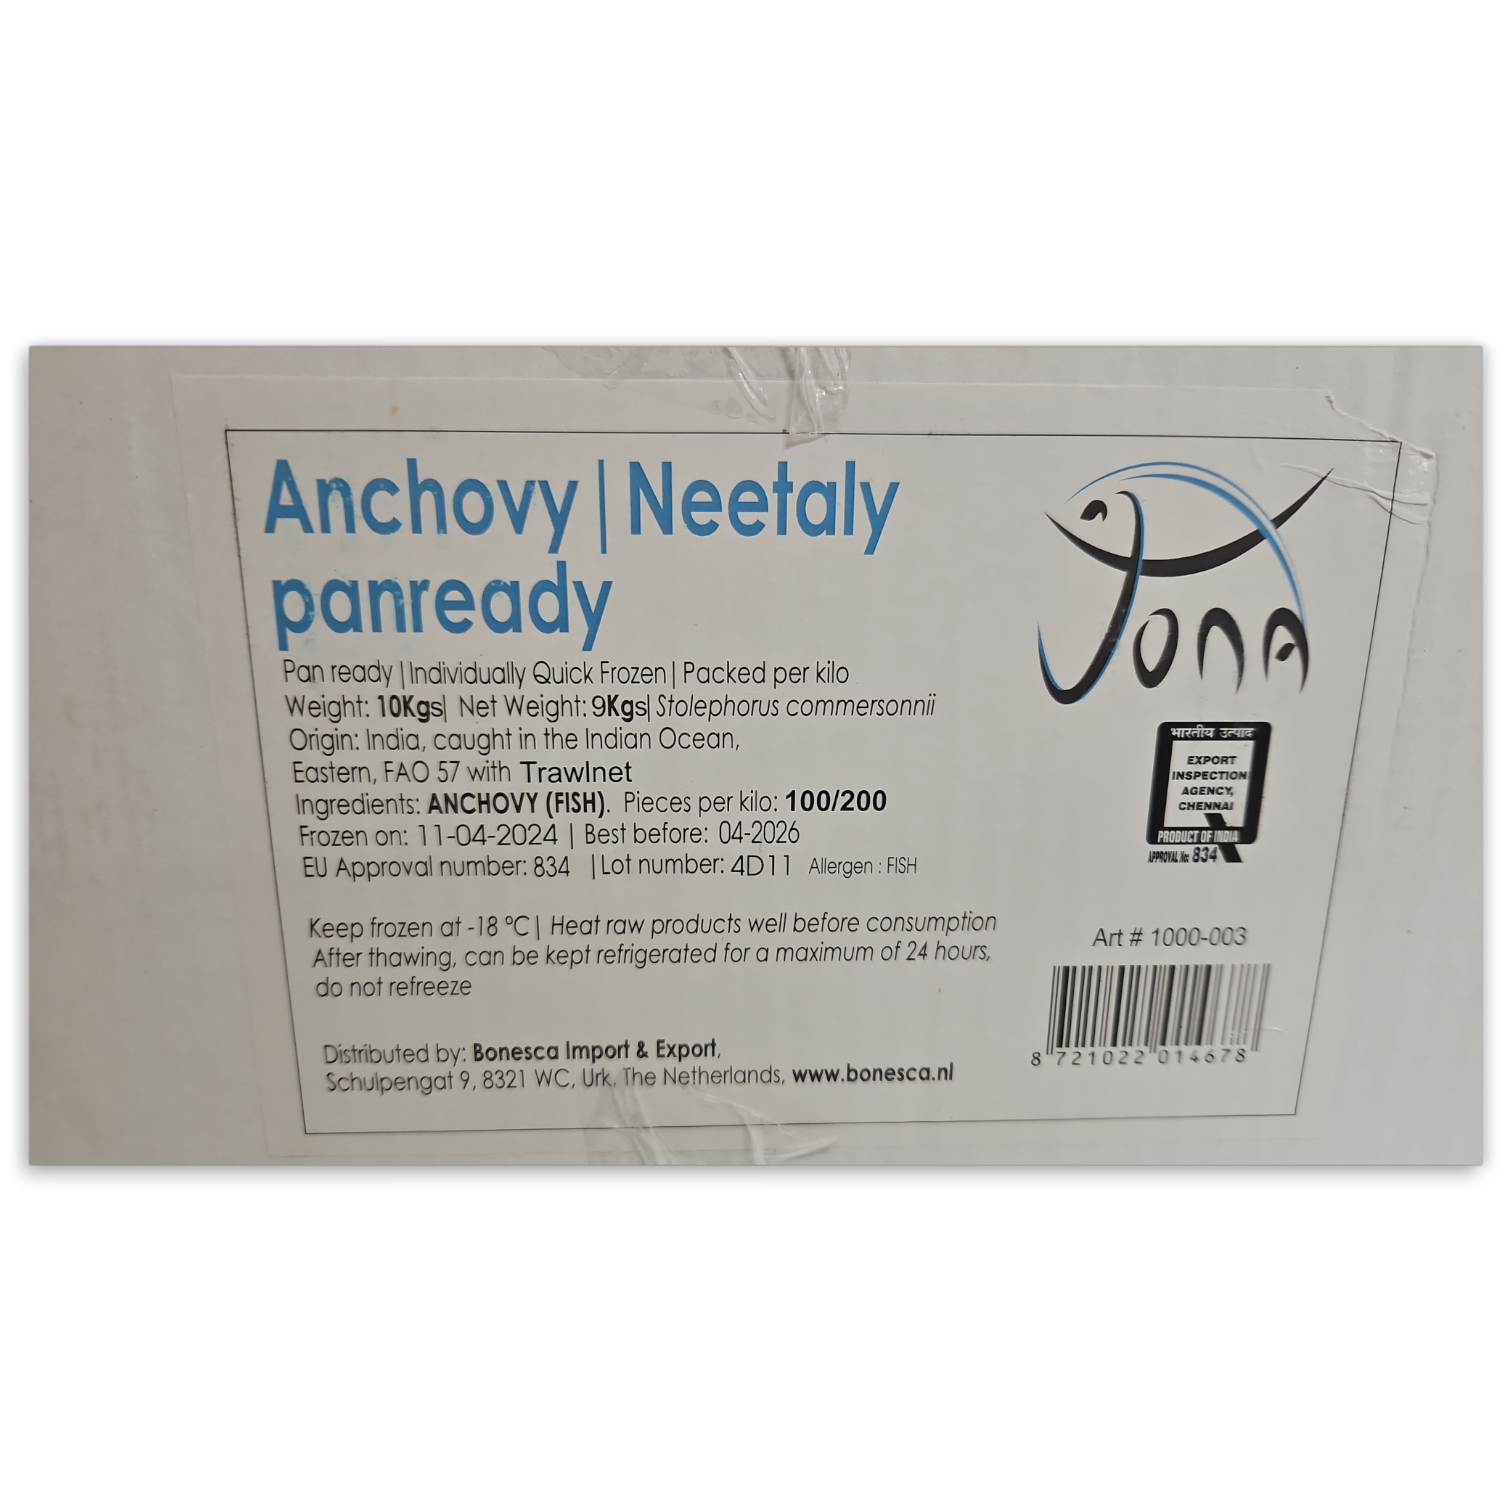 Anchovy | Neetaly
panready
Pan ready | Individually Quick Frozen | Packed per kilo
Weight: 10Kgs| Net Weight: 9Kgs| Stolephorus commersonnii
Origin: India, caught in the Indian Ocean,
Eastern, FAO 57 with Trawlnet
Ingredients: ANCHOVY (FISH). Pieces per kilo: 100/200
Frozen on: 11-04-2024 | Best before: 04-2026
EU Approval number: 834 | Lot number: 4D11 Allergen : FISH
Keep frozen at -18 °C | Heat raw products well before consumption
After thawing, can be kept refrigerated for a maximum of 24 hours,
do not refreeze
Distributed by: Bonesca Import & Export,
Schulpengat 9, 8321 WC, Urk, The Netherlands, www.bonesca.nl
Jona
भारतीय उत्पाद
EXPORT
INSPECTION
AGENCY,
CHENNAI
PRODUCT OF INDIA
APPROVAL No: 834
Art # 1000-003
8 721022 014678